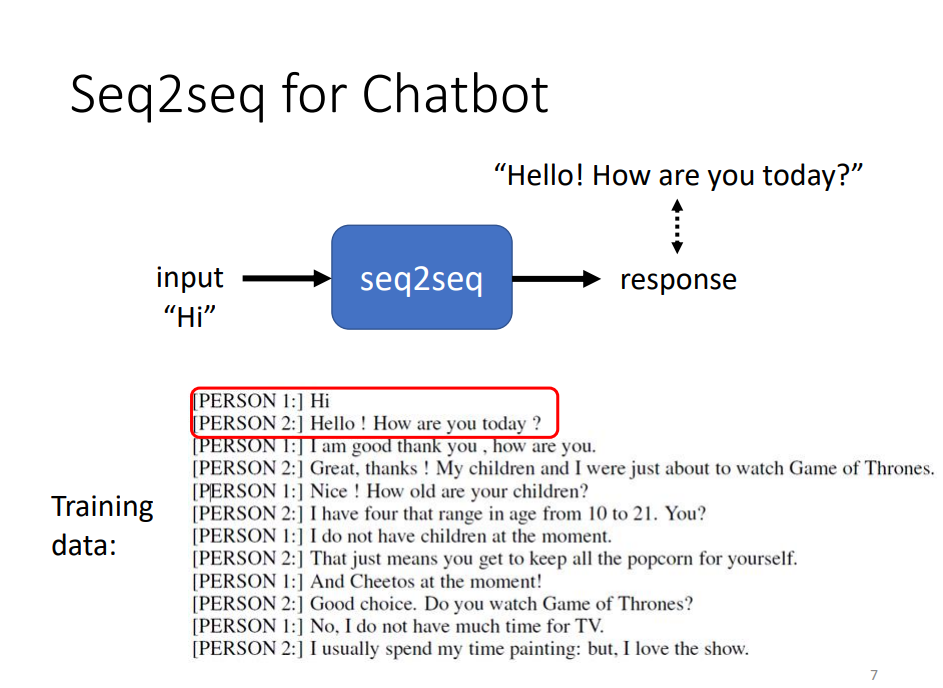 Seq2seq for Chatbot
“Hello! How are you today?”
input
“Hi”
seq2seq
response
[PERSON 1:] Hi
[PERSON 2:] Hello ! How are you today ?
[PERSON 1:] I am good thank you , how are you.
[PERSON 2:] Great, thanks ! My children and I were just about to watch Game of Thrones.
[PERSON 1:] Nice ! How old are your children?
[PERSON 2:] I have four that range in age from 10 to 21. You?
[PERSON 1:] I do not have children at the moment.
[PERSON 2:] That just means you get to keep all the popcorn for yourself.
[PERSON 1:] And Cheetos at the moment!
[PERSON 2:] Good choice. Do you watch Game of Thrones?
[PERSON 1:] No, I do not have much time for TV.
[PERSON 2:] I usually spend my time painting: but, I love the show.
Training
data:
7